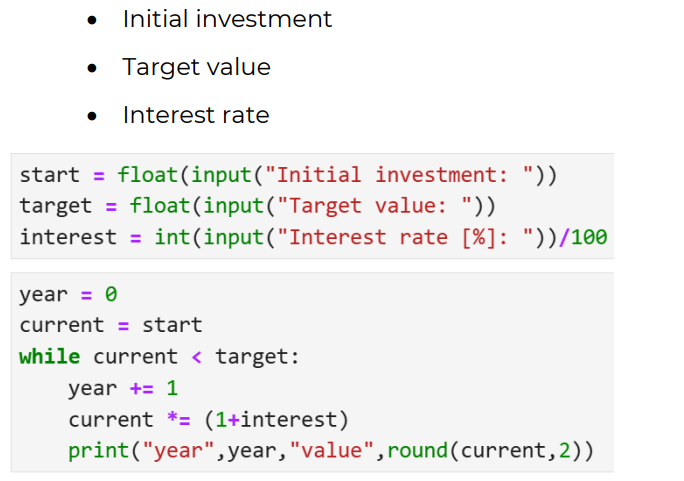 • Initial investment
• Target value
• Interest rate
start = float(input("Initial investment: "))
target = float(input("Target value: "))
interest = int(input("Interest rate [%]: "))/100
year = 0
current = start
while current < target:
    year += 1
    current *= (1+interest)
    print("year",year,"value",round(current,2))